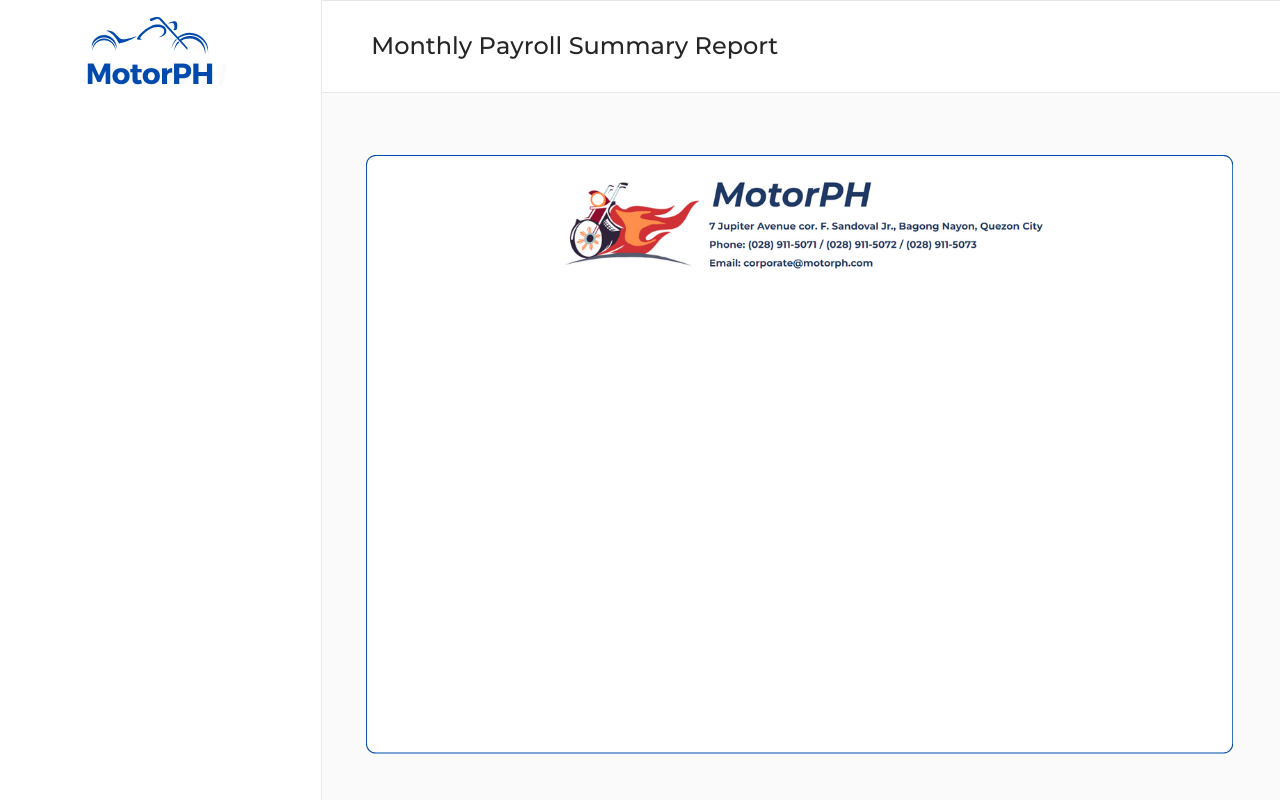 MotorPH
Monthly Payroll Summary Report
MotorPH
7 Jupiter Avenue cor. F. Sandoval Jr., Bagong Nayon, Quezon City
Phone: (028) 911-5071 / (028) 911-5072 / (028) 911-5073
Email: corporate@motorph.com